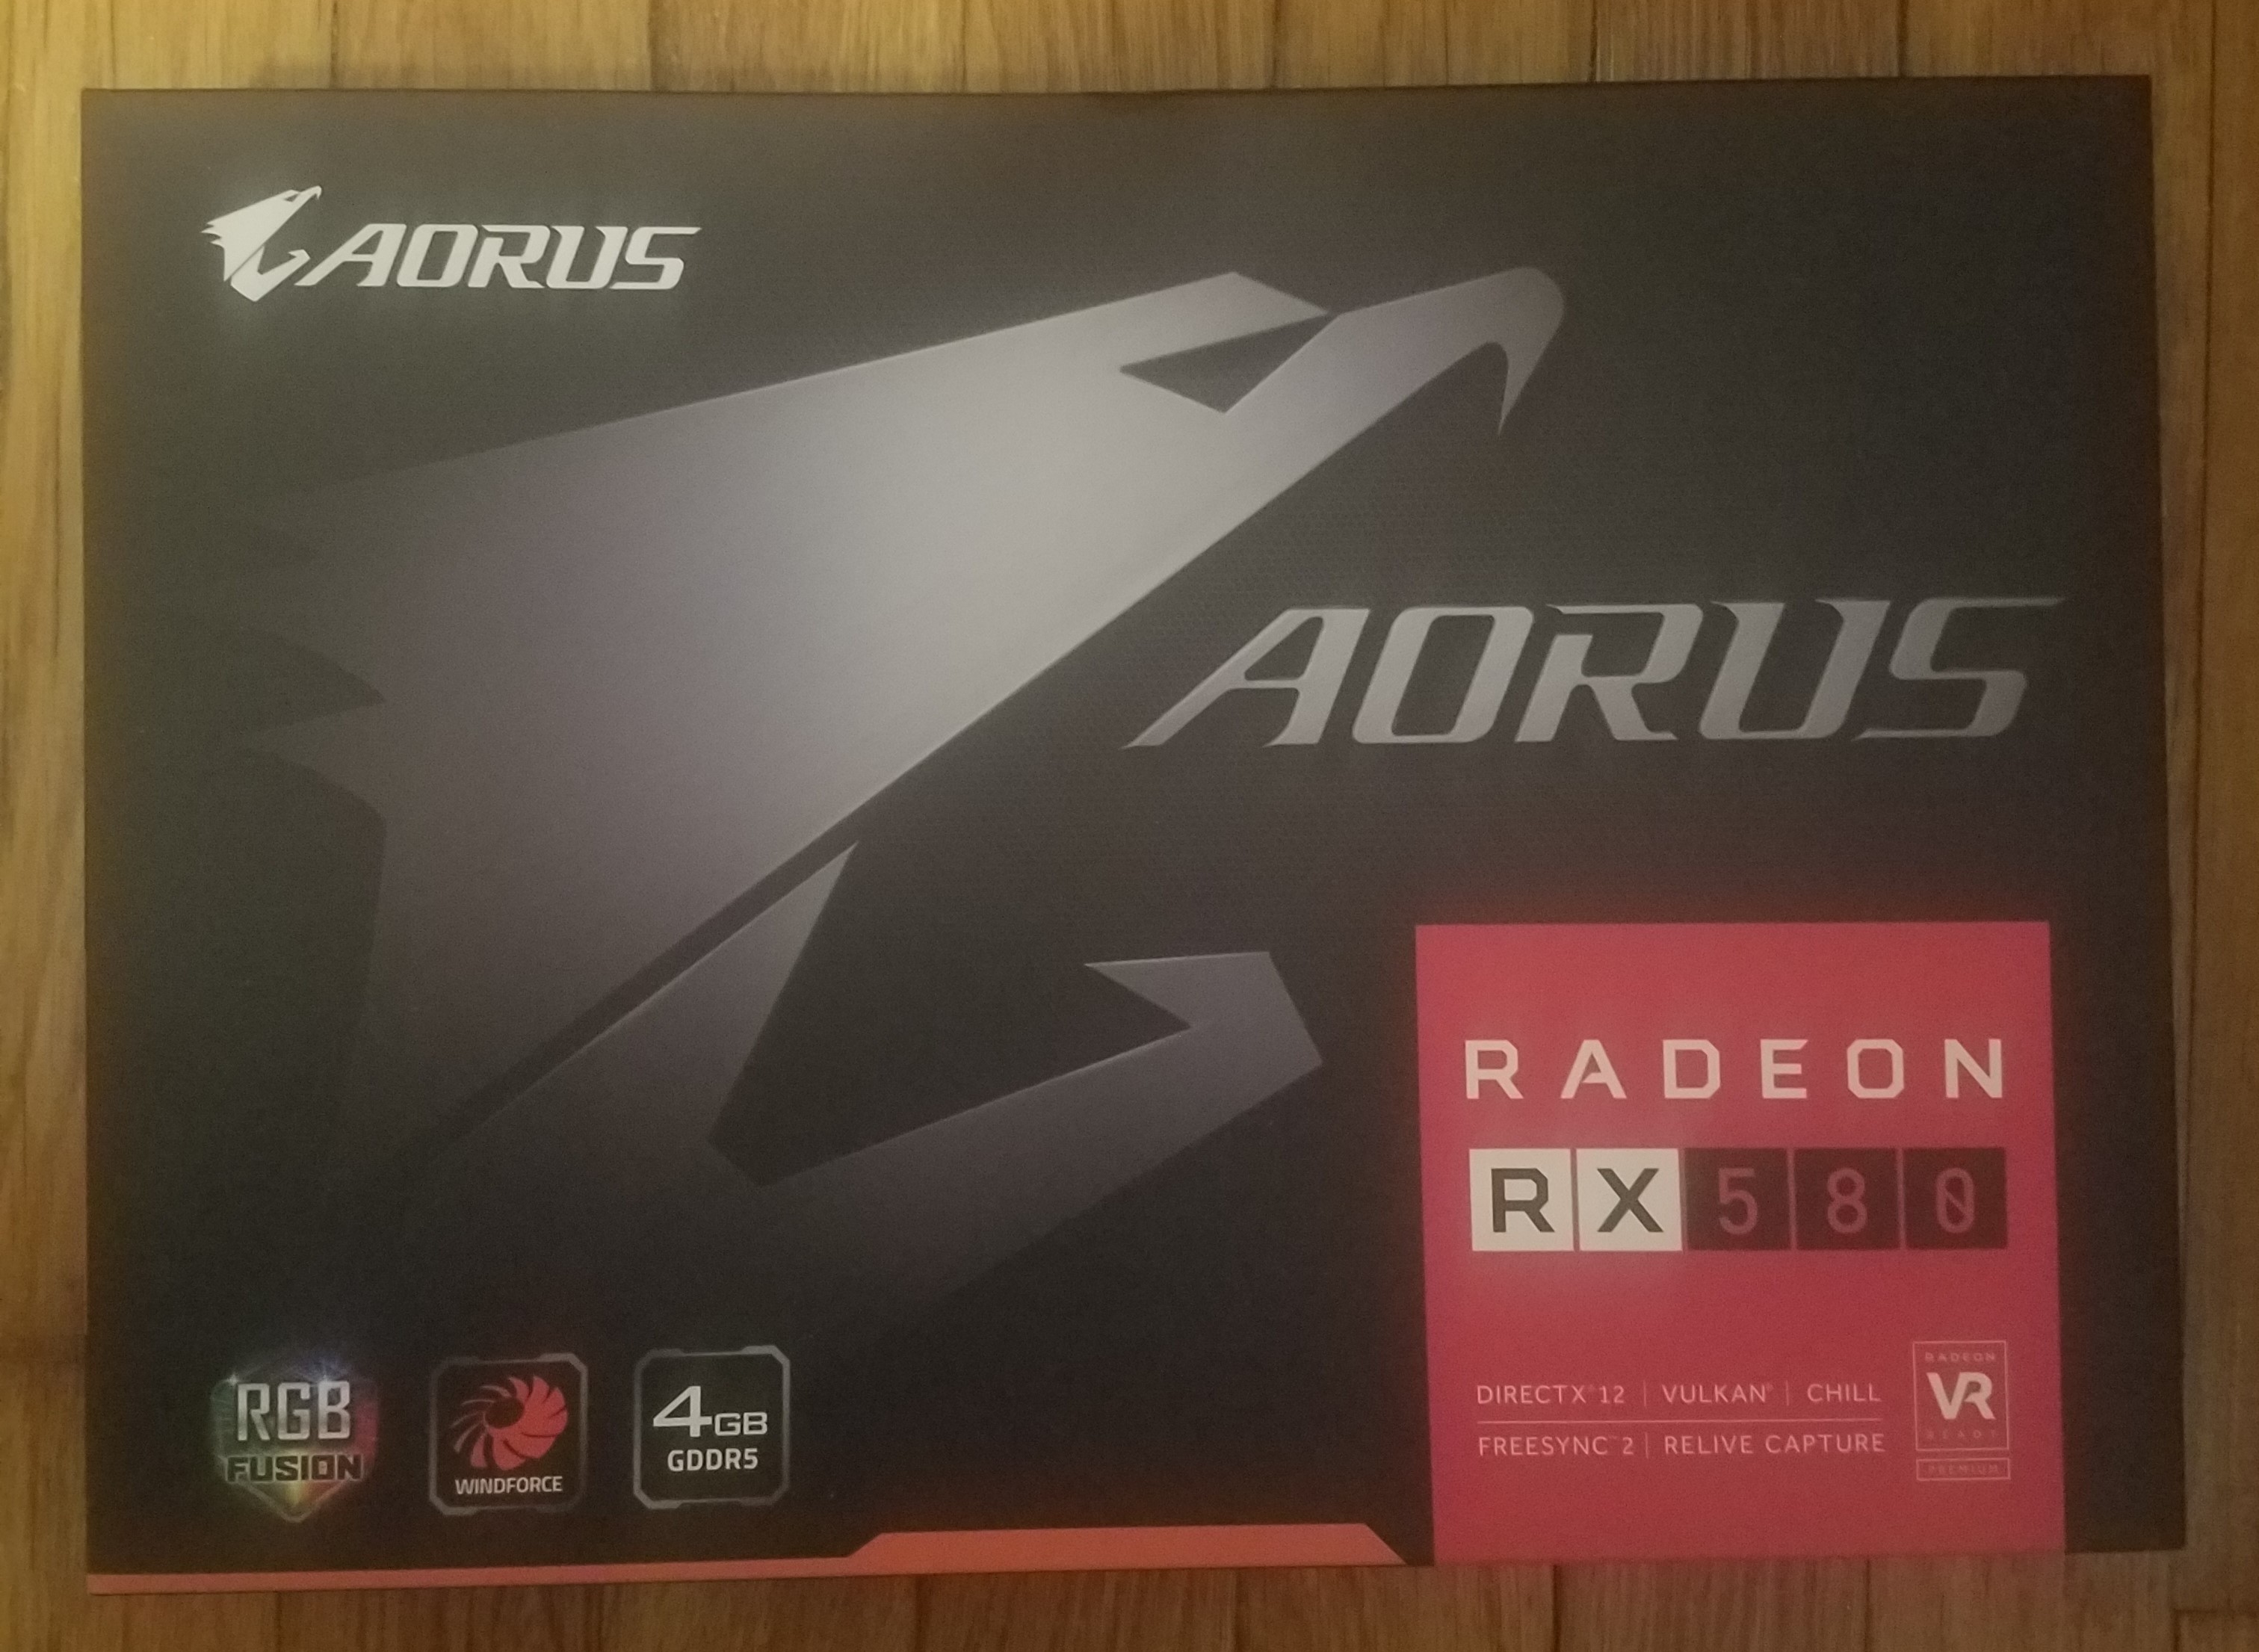 AORUS
AORUS
RADEON
RX 580
DIRECTX® 12 | VULKAN® | CHILL
FREESYNC™ 2 | RELIVE CAPTURE
RADEON
VR
READY
PREMIUM
RGB
FUSION
WINDFORCE
4GB
GDDR5